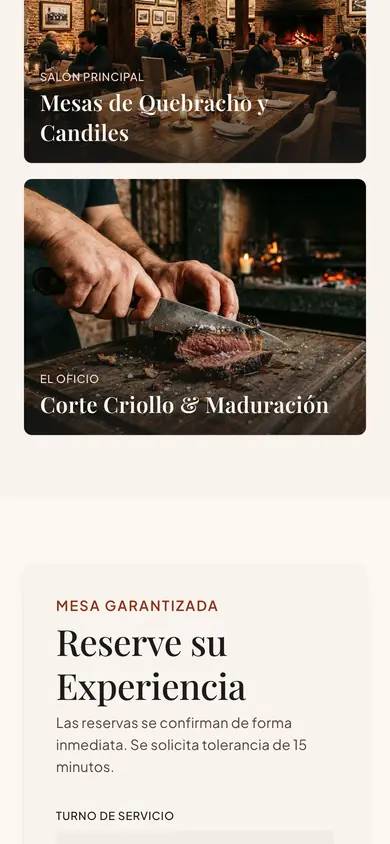 SALÓN PRINCIPAL
Mesas de Quebracho y
Candiles
EL OFICIO
Corte Criollo & Maduración
MESA GARANTIZADA
Reserve su
Experiencia
Las reservas se confirman de forma
inmediata. Se solicita tolerancia de 15
minutos.
TURNO DE SERVICIO